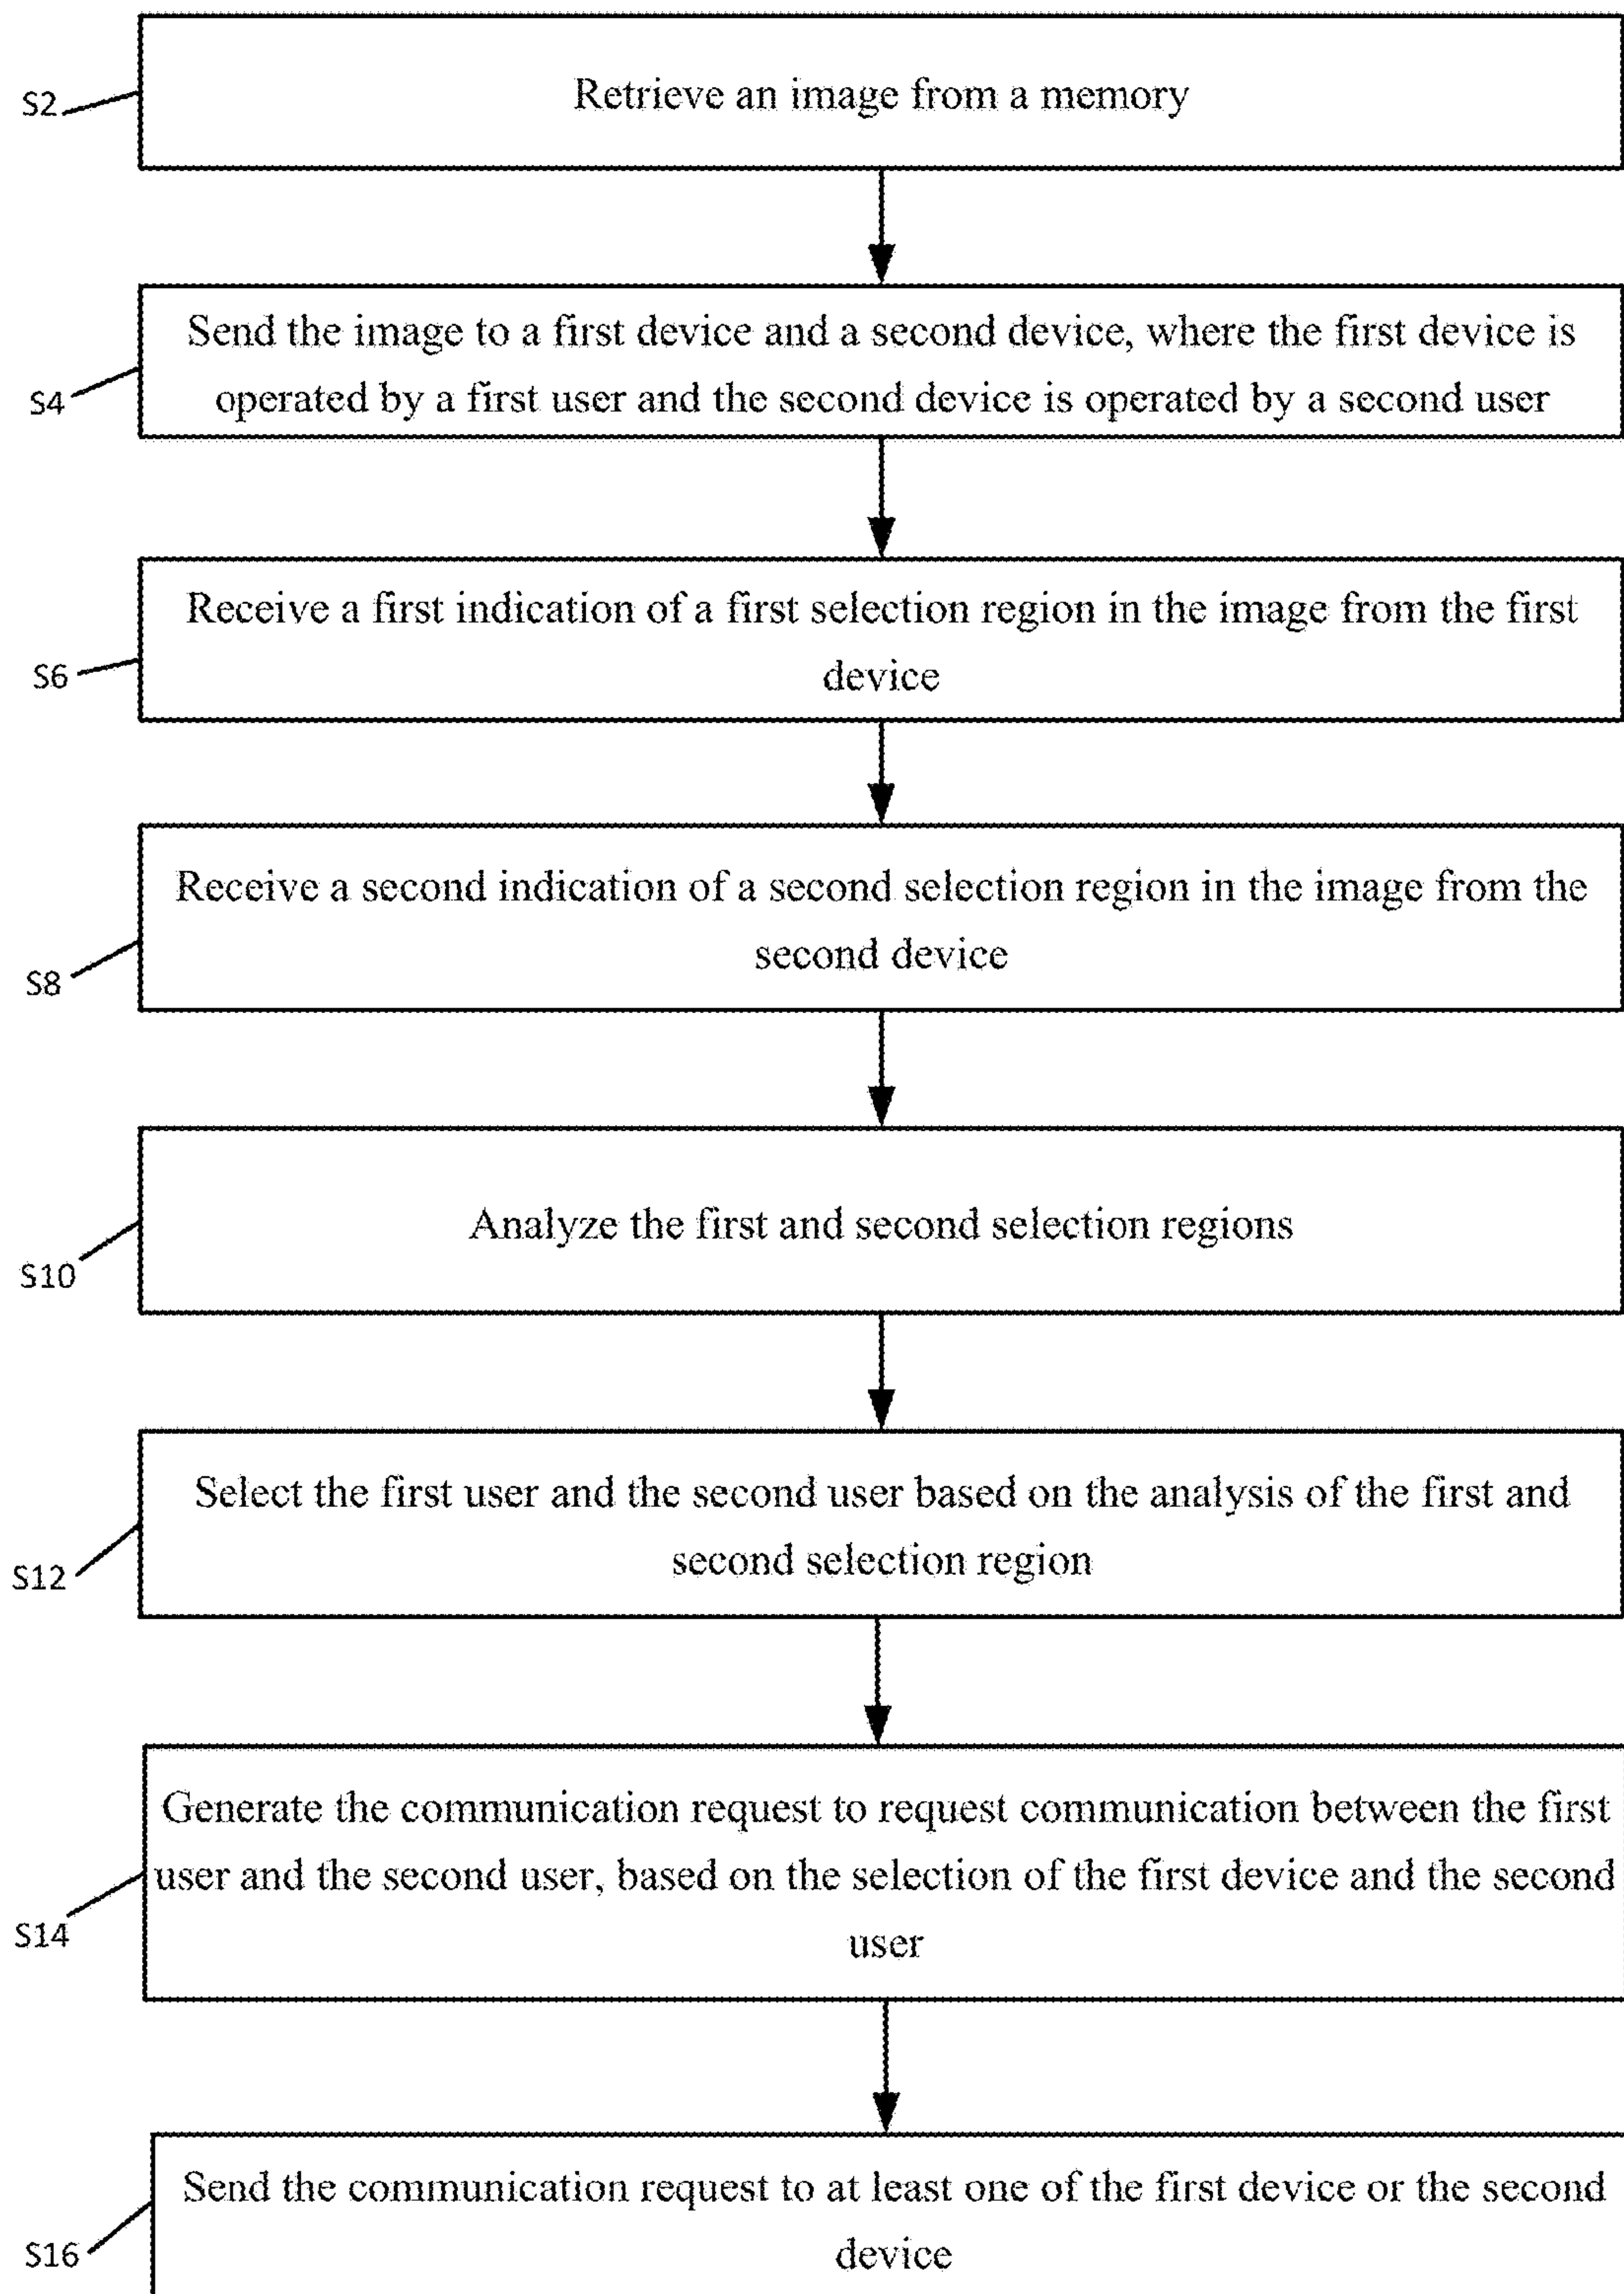 S2
Retrieve an image from a memory
S4
Send the image to a first device and a second device, where the first device is
operated by a first user and the second device is operated by a second user
S6
Receive a first indication of a first selection region in the image from the first
device
S8
Receive a second indication of a second selection region in the image from the
second device
S10
Analyze the first and second selection regions
S12
Select the first user and the second user based on the analysis of the first and
second selection region
S14
Generate the communication request to request communication between the first
user and the second user, based on the selection of the first device and the second
user
S16
Send the communication request to at least one of the first device or the second
device